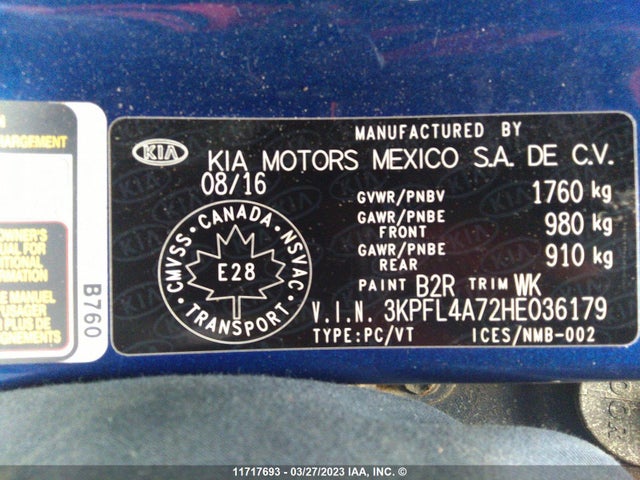 MANUFACTURED BY
KIA KIA MOTORS MEXICO S.A. DE C.V.
08/16
GVWR/PNBV 1760 kg
GAWR/PNBE FRONT 980 kg
GAWR/PNBE REAR 910 kg
CANADA
CMVSS · NSVAC
E28
TRANSPORT
PAINT B2R TRIM WK
V.I.N. 3KPFL4A72HE036179
TYPE:PC/VT ICES/NMB-002
B760
11717693 - 03/27/2023 IAA, INC. ©